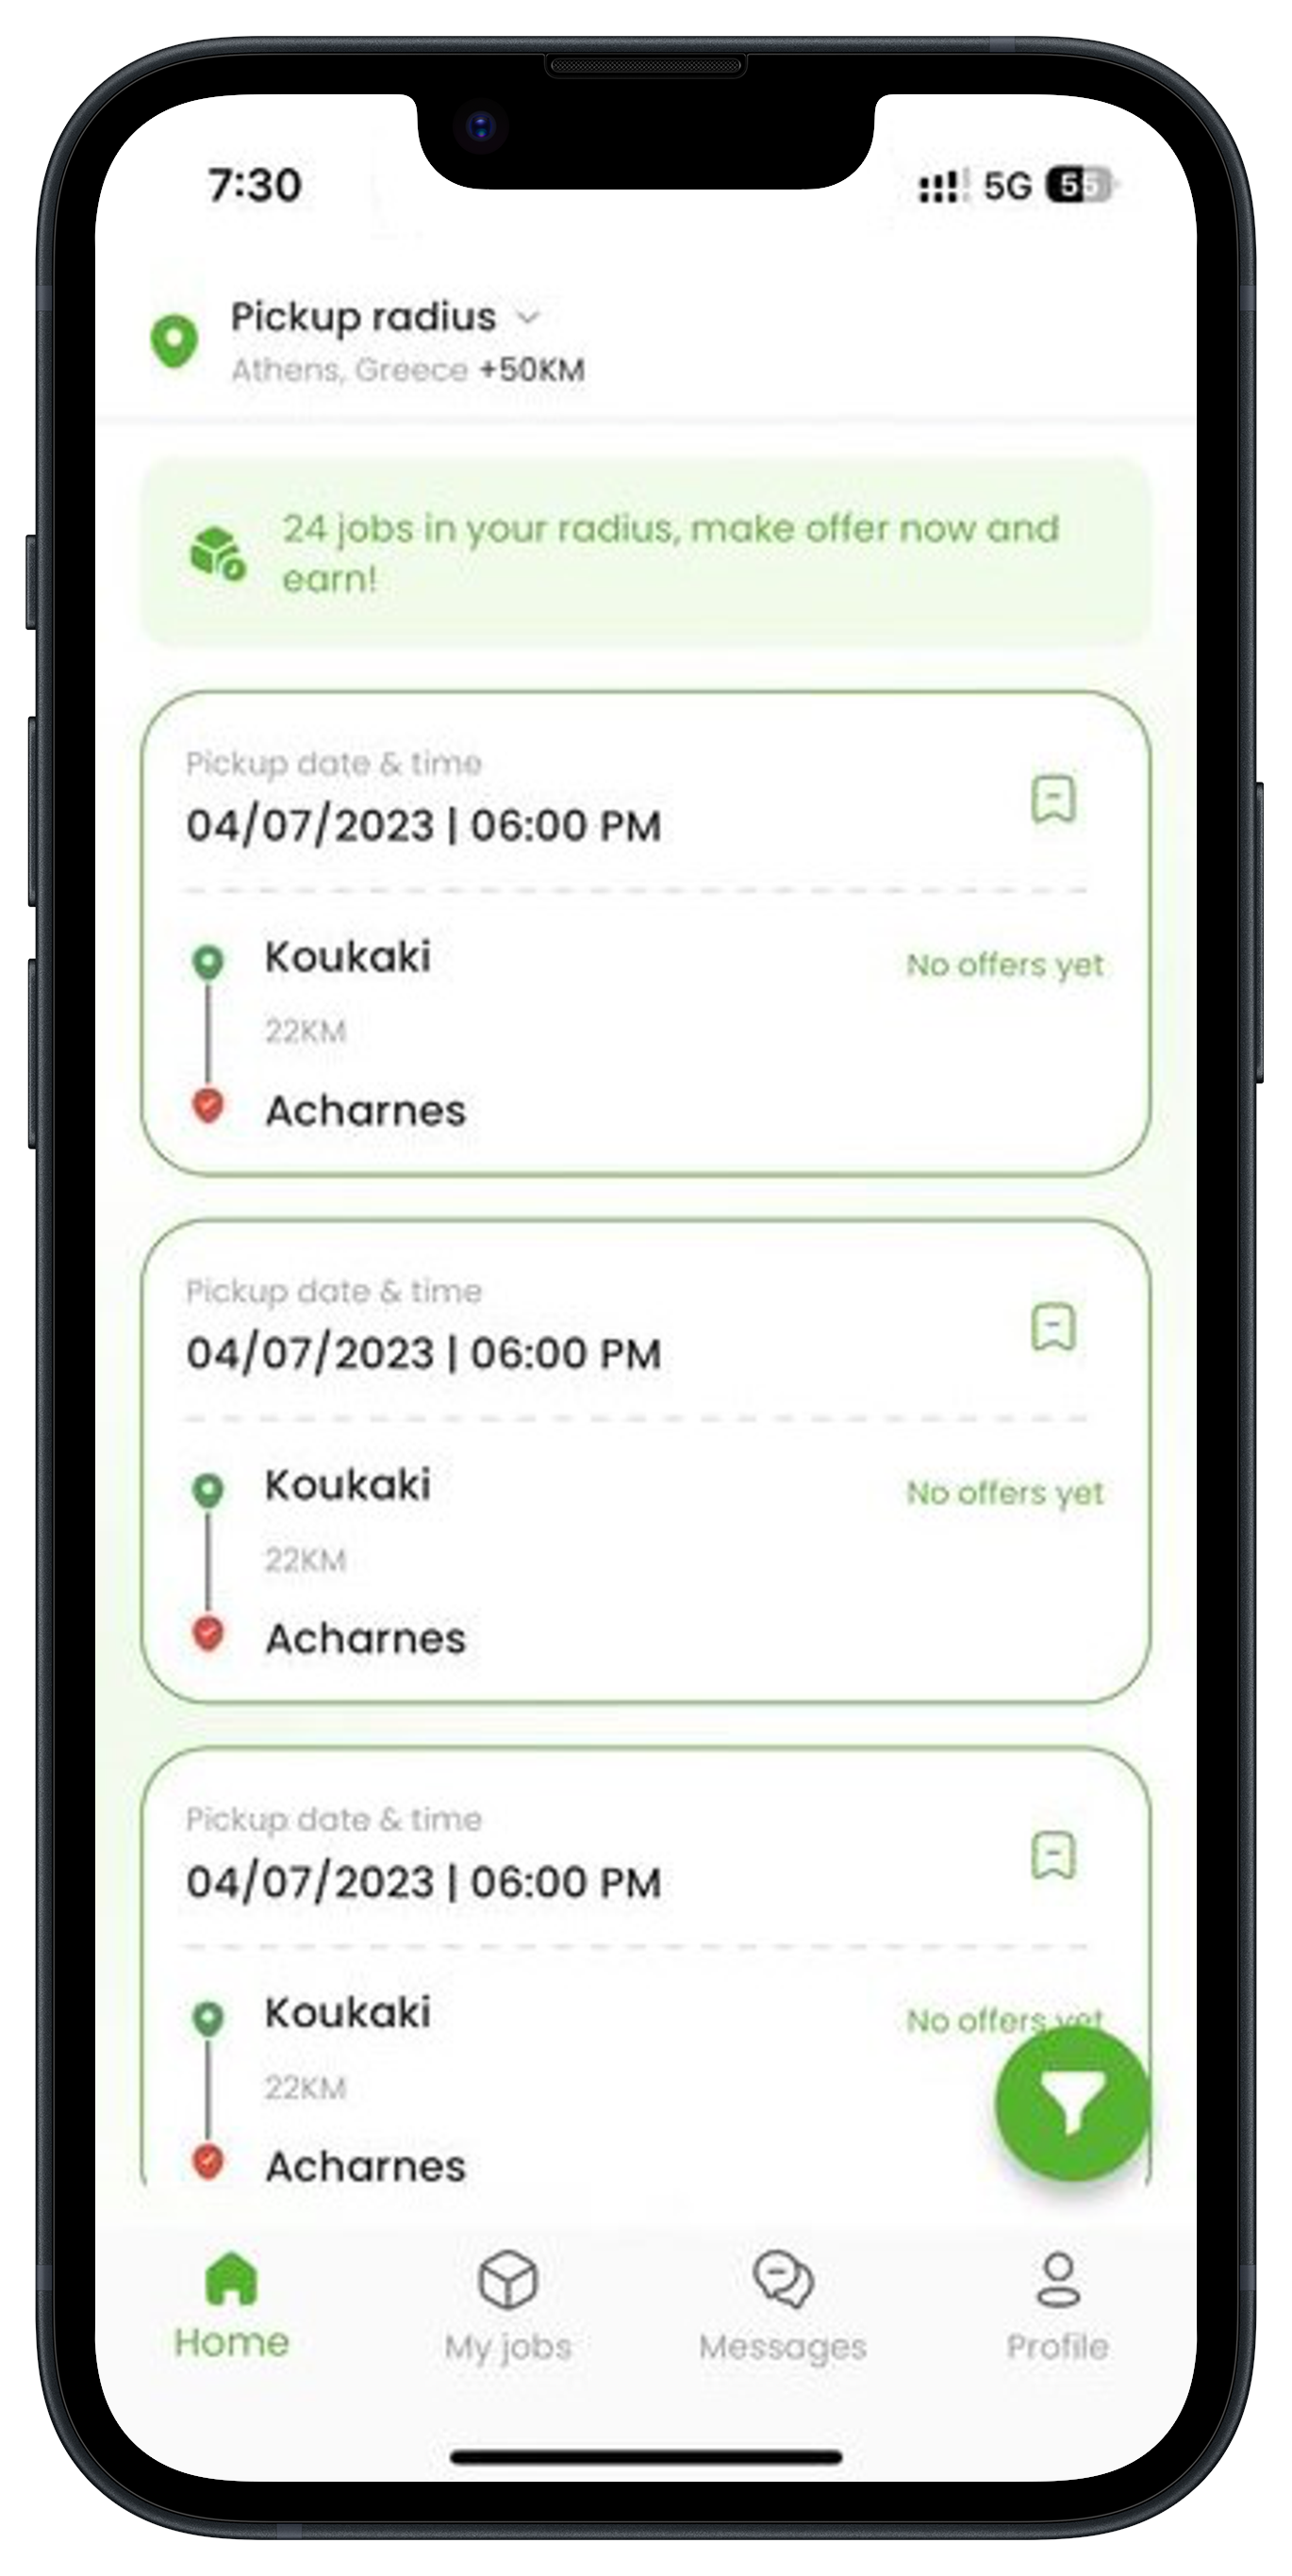 7:30
5G 55
Pickup radius
Athens, Greece +50KM
24 jobs in your radius, make offer now and
earn!
Pickup date & time
04/07/2023 | 06:00 PM
Koukaki
No offers yet
22KM
Acharnes
Pickup date & time
04/07/2023 | 06:00 PM
Koukaki
No offers yet
22KM
Acharnes
Pickup date & time
04/07/2023 | 06:00 PM
Koukaki
No offers yet
22KM
Acharnes
Home
My jobs
Messages
Profile